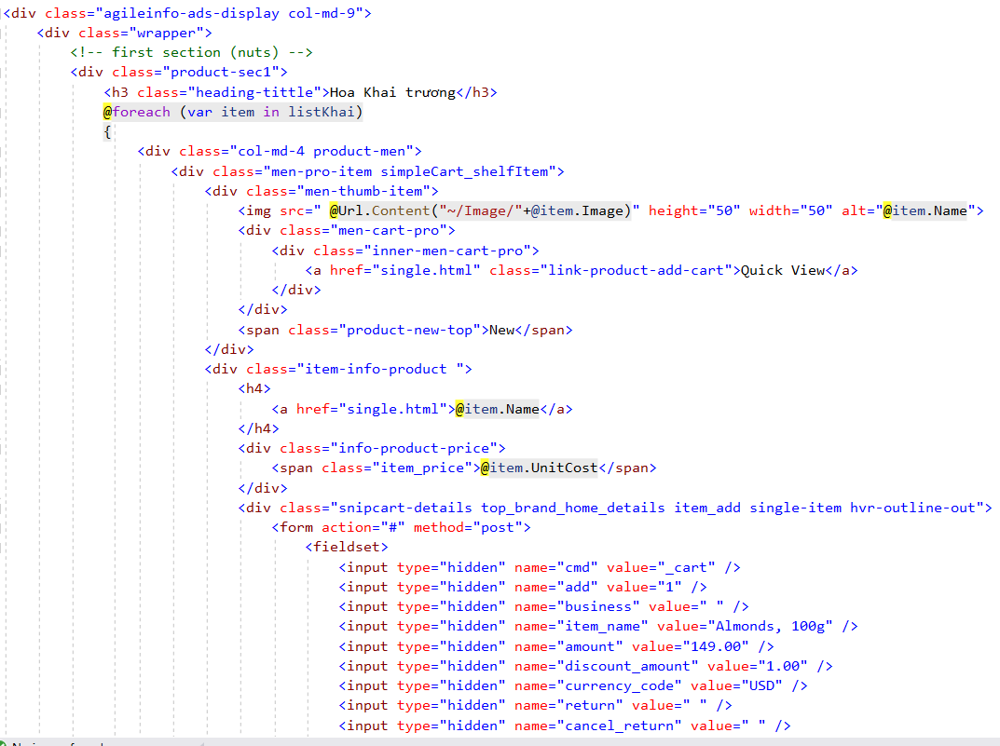 <div class="agileinfo-ads-display col-md-9">
<div class="wrapper">
<!-- first section (nuts) -->
<div class="product-sec1">
<h3 class="heading-tittle">Hoa Khai trương</h3>
@foreach (var item in listKhai)
{
<div class="col-md-4 product-men">
<div class="men-pro-item simpleCart_shelfItem">
<div class="men-thumb-item">
<img src=" @Url.Content("~/Image/"+@item.Image)" height="50" width="50" alt="@item.Name">
<div class="men-cart-pro">
<div class="inner-men-cart-pro">
<a href="single.html" class="link-product-add-cart">Quick View</a>
</div>
</div>
<span class="product-new-top">New</span>
</div>
<div class="item-info-product ">
<h4>
<a href="single.html">@item.Name</a>
</h4>
<div class="info-product-price">
<span class="item_price">@item.UnitCost</span>
</div>
<div class="snipcart-details top_brand_home_details item_add single-item hvr-outline-out">
<form action="#" method="post">
<fieldset>
<input type="hidden" name="cmd" value="_cart" />
<input type="hidden" name="add" value="1" />
<input type="hidden" name="business" value=" " />
<input type="hidden" name="item_name" value="Almonds, 100g" />
<input type="hidden" name="amount" value="149.00" />
<input type="hidden" name="discount_amount" value="1.00" />
<input type="hidden" name="currency_code" value="USD" />
<input type="hidden" name="return" value=" " />
<input type="hidden" name="cancel_return" value=" " />